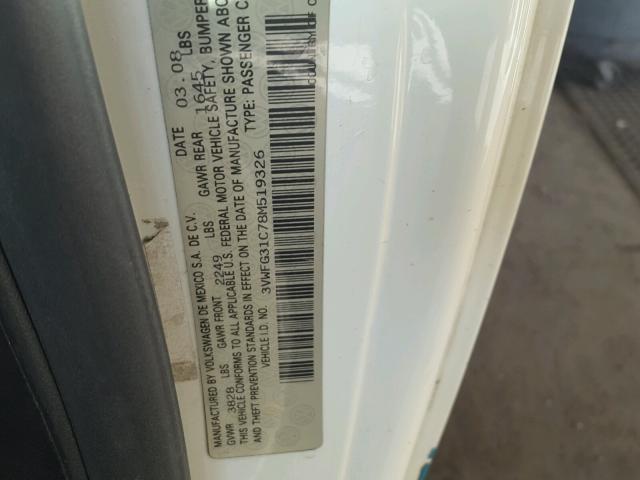 MANUFACTURED BY VOLKSWAGEN DE MEXICO S.A. DE C.V. DATE 03.08
GVWR 3828 LBS GAWR FRONT 2249 LBS GAWR REAR 1645 LBS
THIS VEHICLE CONFORMS TO ALL APPLICABLE U.S. FEDERAL MOTOR VEHICLE SAFETY, BUMPER
AND THEFT PREVENTION STANDARDS IN EFFECT ON THE DATE OF MANUFACTURE SHOWN ABO
VEHICLE I.D. NO. 3VWFG31C78M519326 TYPE: PASSENGER C